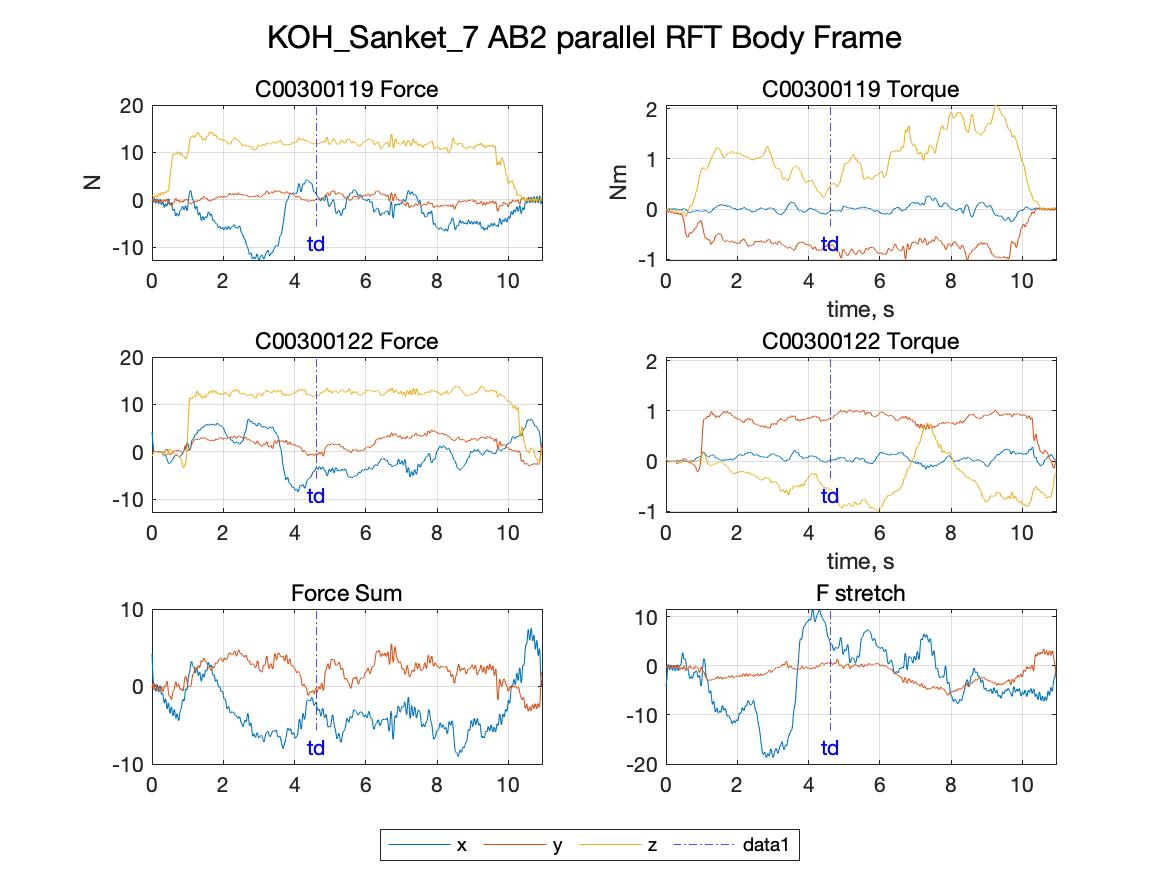 KOH_Sanket_7 AB2 parallel RFT Body Frame
C00300119 Force
20
10
0
-10
N
td
0 2 4 6 8 10
C00300119 Torque
2
1
0
-1
Nm
td
0 2 4 6 8 10
time, s
C00300122 Force
20
10
0
-10
td
0 2 4 6 8 10
C00300122 Torque
2
1
0
-1
td
0 2 4 6 8 10
time, s
Force Sum
10
0
-10
td
0 2 4 6 8 10
F stretch
10
0
-10
-20
td
0 2 4 6 8 10
x y z data1